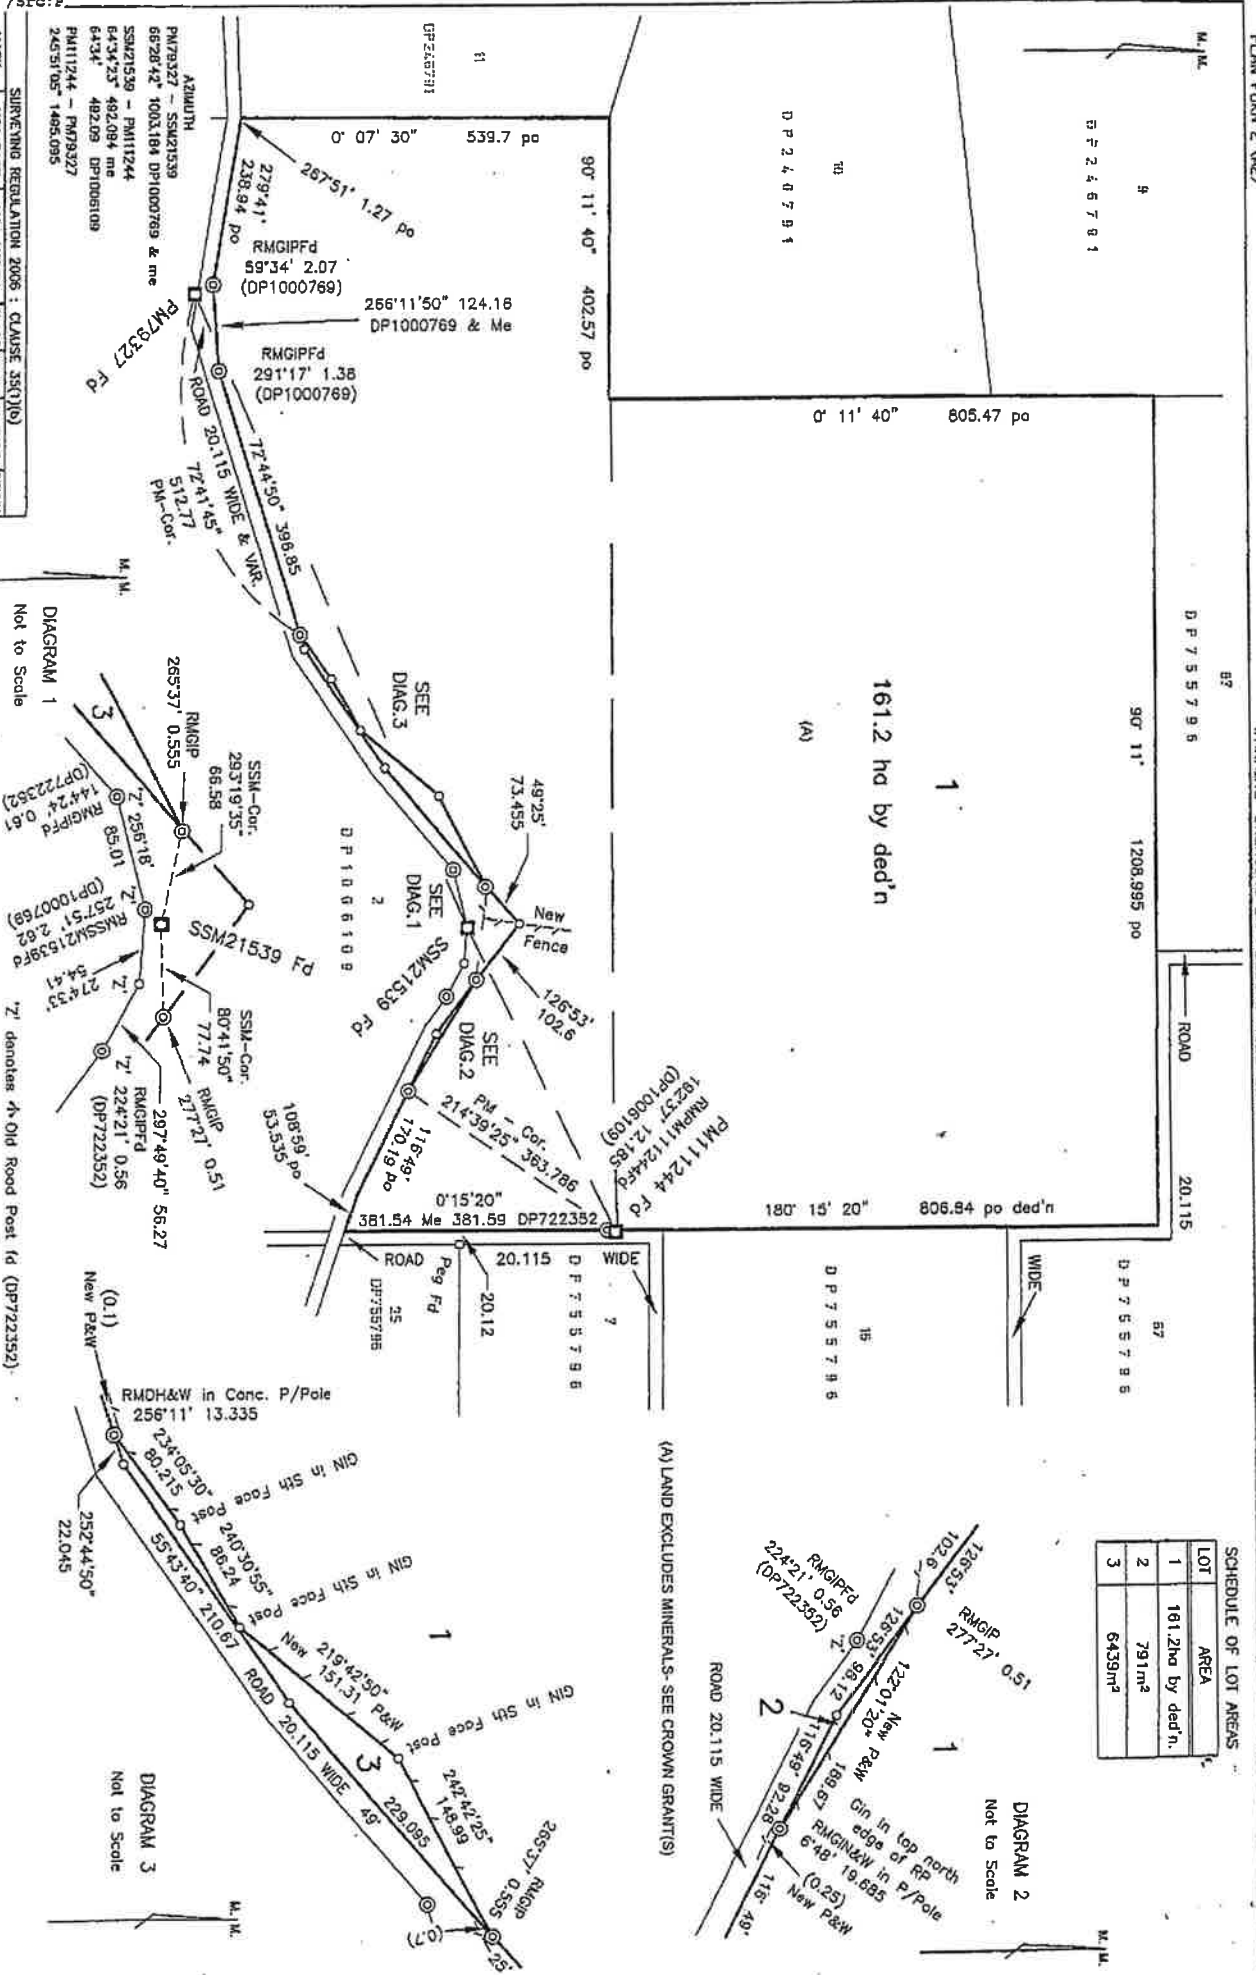 M.M.
9
DP246791
10
DP240791
11
DP246791
87
DP755796
90° 11' 1208.995 po
ROAD
20.115
WIDE
67
DP755796
0° 11' 40" 805.47 po
1
161.2 ha by ded'n
(A)
180° 15' 20" 806.84 po ded'n
16
DP755796
90° 11' 40" 402.57 po
0° 07' 30" 539.7 po
267°51' 1.27 po
279°41'
238.94 po
RMGIPFd
59°34' 2.07
(DP1000769)
266°11'50" 124.16
DP1000769 & Me
RMGIPFd
291°17' 1.38
(DP1000769)
PM79327 Fd
ROAD 20.115 WIDE & VAR.
72°44'50" 396.85
72°41'45"
512.77
PM-Cor.
SEE
DIAG.3
49°25'
73.455
New
Fence
126°53'
102.6
SEE
DIAG.1
2
DP1006109
SSM21539 Fd
SEE
DIAG.2
PM - Cor.
214°39'25" 363.786
PM111244 Fd
RMPM111244Fd
192°37' 12.185
(DP1006109)
116°49'
170.19 po
108°59' po
53.535
0°15'20"
381.54 Me 381.59 DP722352
ROAD
20.115
WIDE
Peg Fd
20.12
7
DP755796
25
DP755796
AZIMUTH
PM79327 - SSM21539
66°28'42" 1003.184 DP1000769 & me
SSM21539 - PM111244
64°34'23" 492.094 me
64°34' 492.09 DP1006109
PM111244 - PM79327
245°51'05" 1495.095
SURVEYING REGULATION 2006 : CLAUSE 35(1)(b)
M.M.
DIAGRAM 1
Not to Scale
3
RMGIP
265°37' 0.555
SSM-Cor.
293°19'35"
66.58
SSM21539 Fd
SSM-Cor.
80°41'50"
77.74
RMGIP
277°27' 0.51
297°49'40" 56.27
RMGIPFd
224°21' 0.56
(DP722352)
'Z'
'Z' 256°18'
85.01
RMGIPFd
144°24' 0.61
(DP722352)
'Z'
RMSSM21539Fd
257°51' 2.62
(DP1000769)
274°33'
54.41
'Z'
'Z' denotes Old Road Post fd (DP722352).
SCHEDULE OF LOT AREAS
LOT AREA
1 161.2ha by ded'n.
2 791m²
3 6439m²
DIAGRAM 2
Not to Scale
M.M.
126°53'
102.6
RMGIP
277°27' 0.51
1
RMGIPFd
224°21' 0.56
(DP722352)
'Z'
126°53' 98.12
122°01'20" 189.67
New P&W
2
116°49' 92.28
Gin in top north
edge of RP
RMGIN&W in P/Pole
6°48' 19.685
(0.25)
New P&W
116° 49'
ROAD 20.115 WIDE
(A) LAND EXCLUDES MINERALS- SEE CROWN GRANT(S)
DIAGRAM 3
Not to Scale
M.M.
(0.1)
New P&W
RMDH&W in Conc. P/Pole
256°11' 13.335
234°05'30"
80.215
GIN in Sth Face Post
240°30'55"
86.24
GIN in Sth Face Post
New P&W
219°42'50"
151.31
GIN in Sth Face Post
242°42'25"
148.99
RMGIP
265°37' 0.555
1
3
252°44'50"
22.045
55°43'40" 210.67
ROAD 20.115 WIDE
49°
229.095
(0.7)
25'